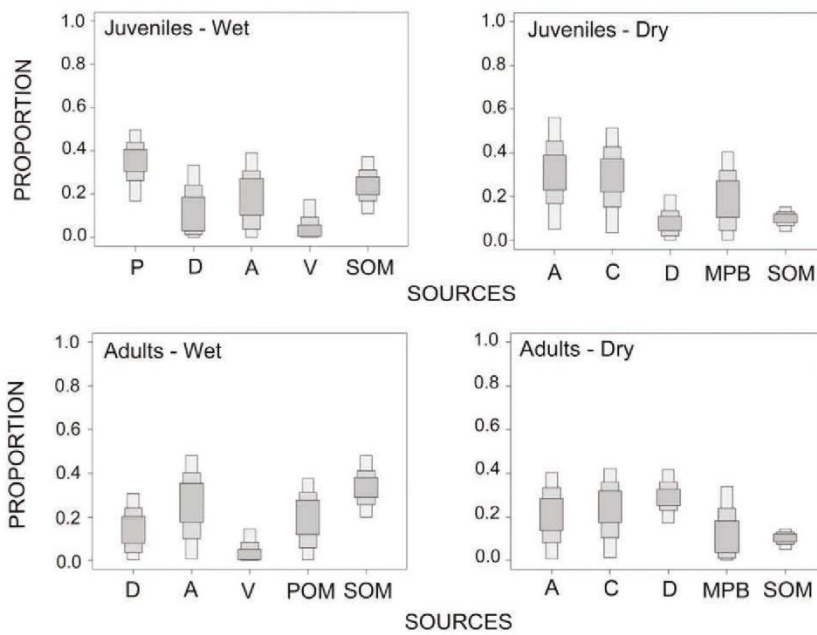 Juveniles - Wet
1.0
0.8
0.6
0.4
0.2
0.0
PROPORTION
P D A V SOM
Juveniles - Dry
1.0
0.8
0.6
0.4
0.2
0.0
A C D MPB SOM
SOURCES
Adults - Wet
1.0
0.8
0.6
0.4
0.2
0.0
PROPORTION
D A V POM SOM
Adults - Dry
1.0
0.8
0.6
0.4
0.2
0.0
A C D MPB SOM
SOURCES